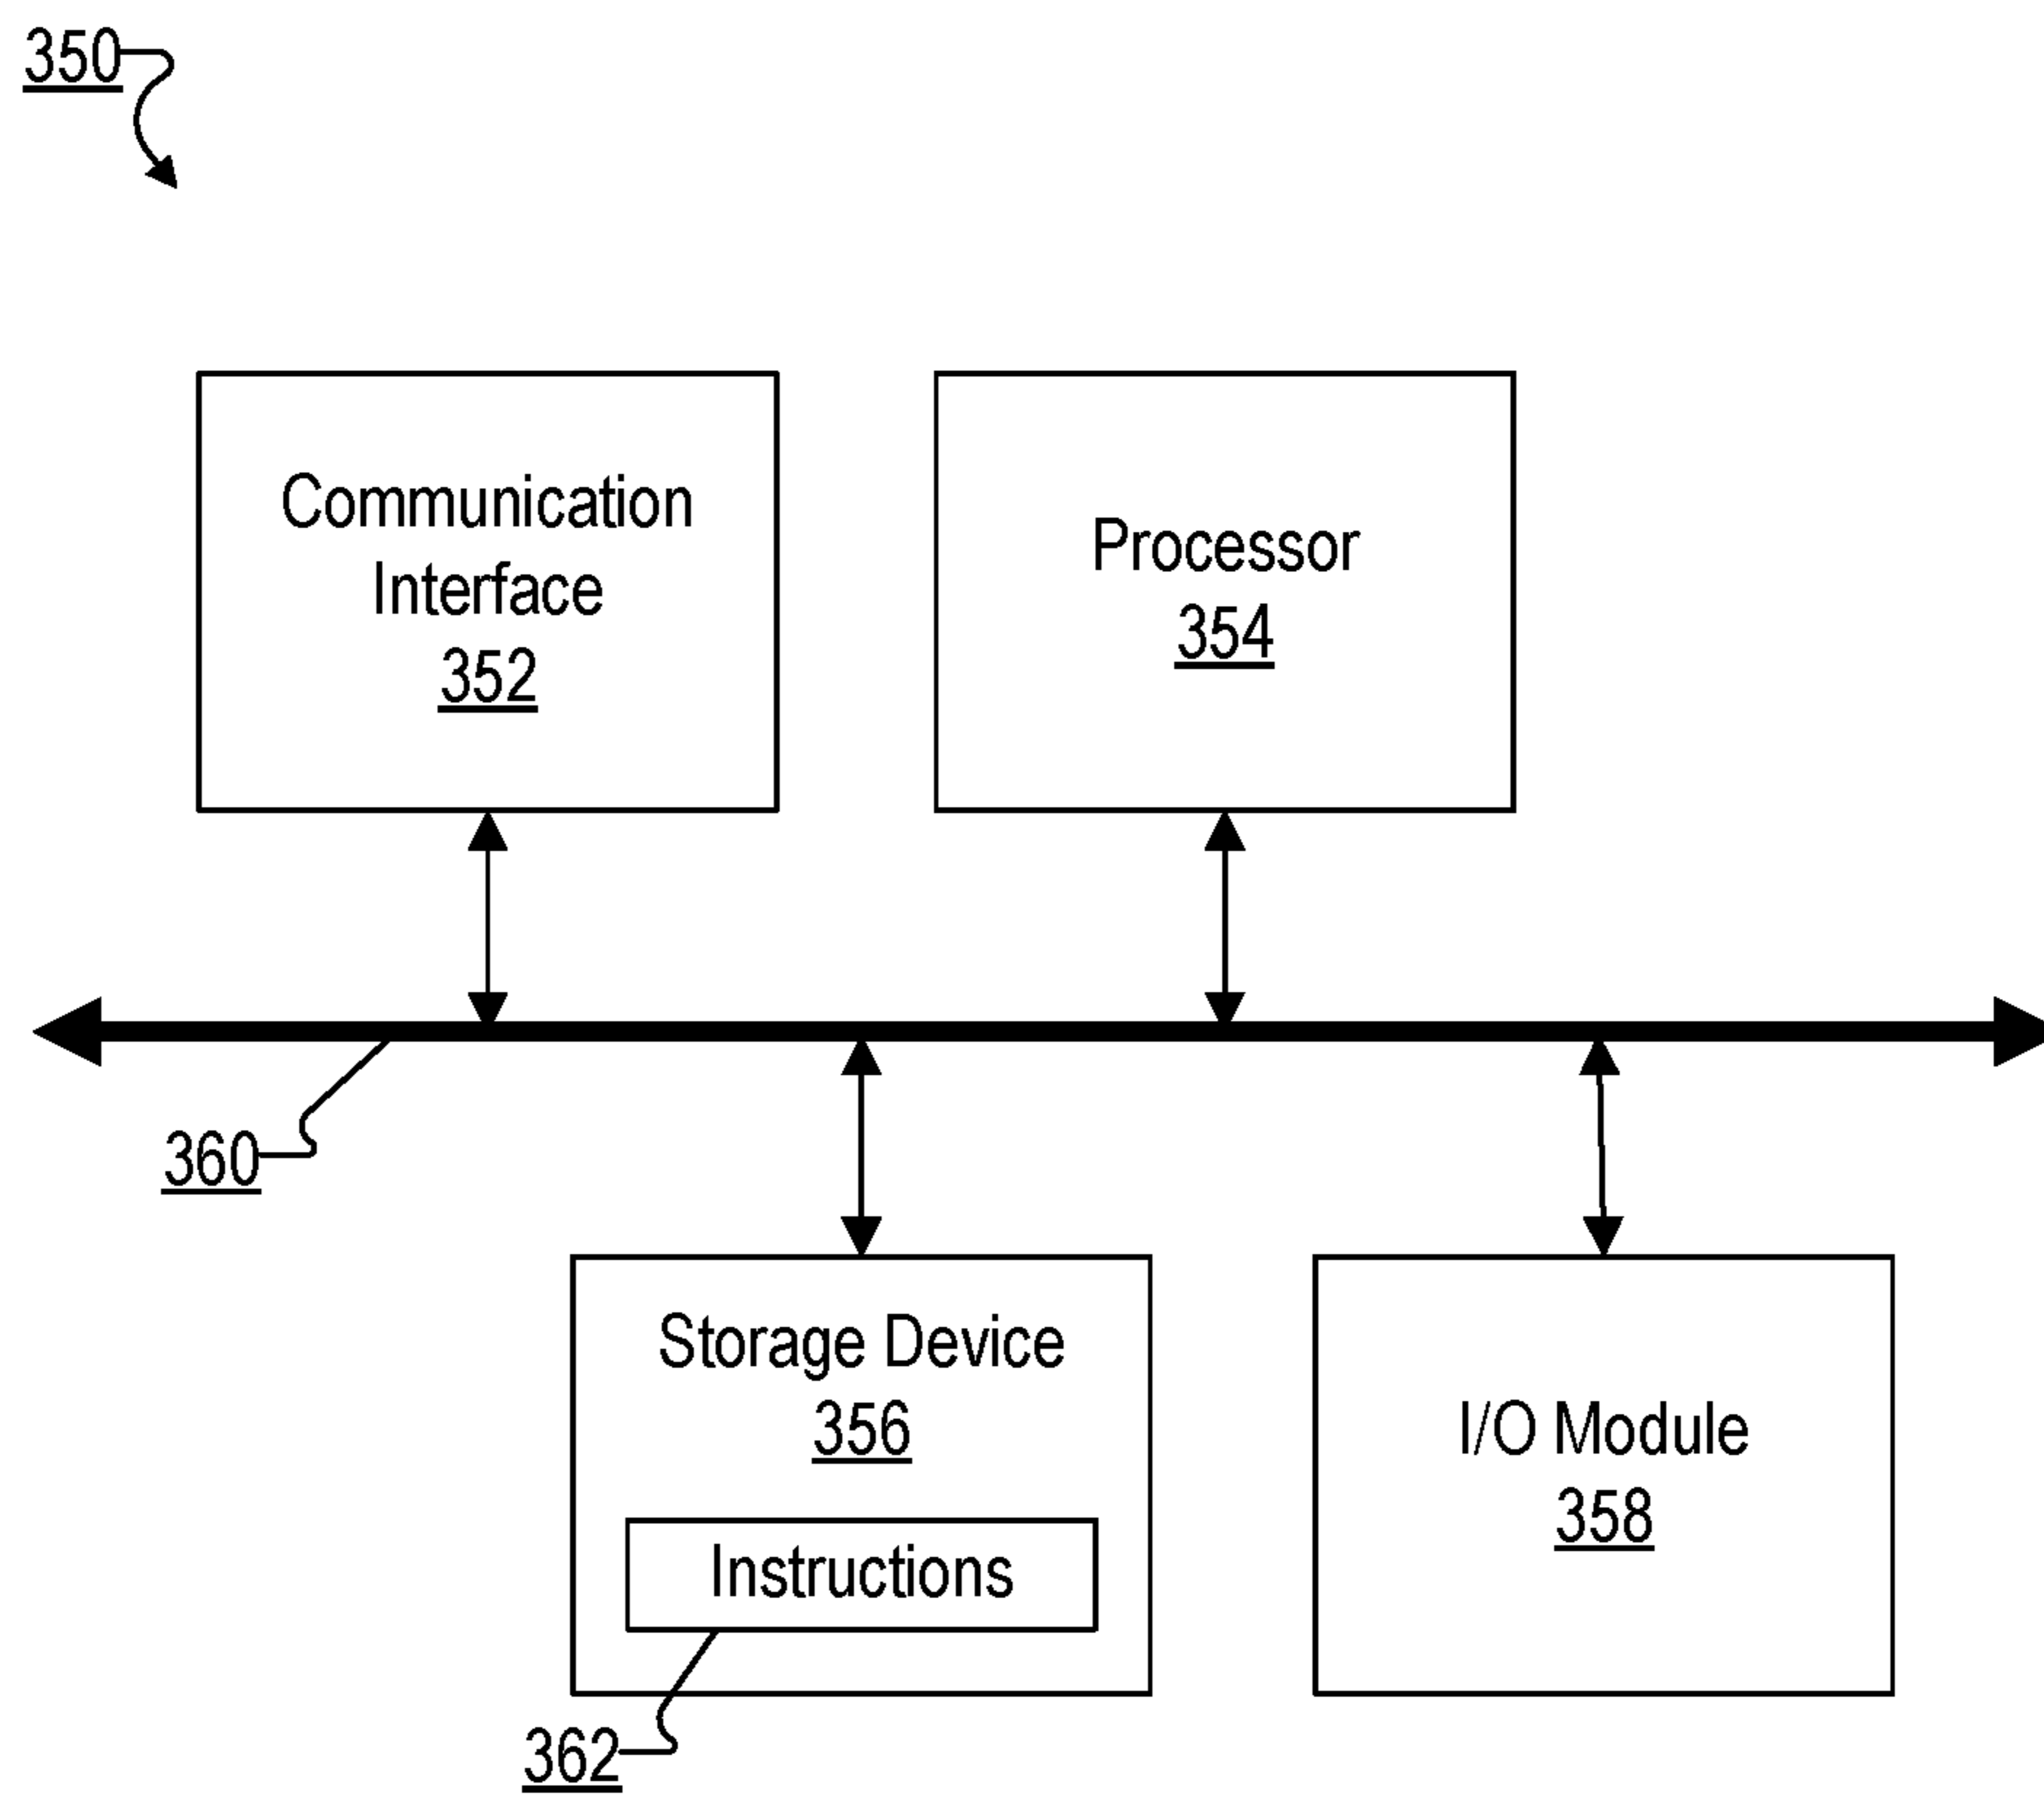 350
Communication
Interface
352
Processor
354
360
Storage Device
356
Instructions
362
I/O Module
358